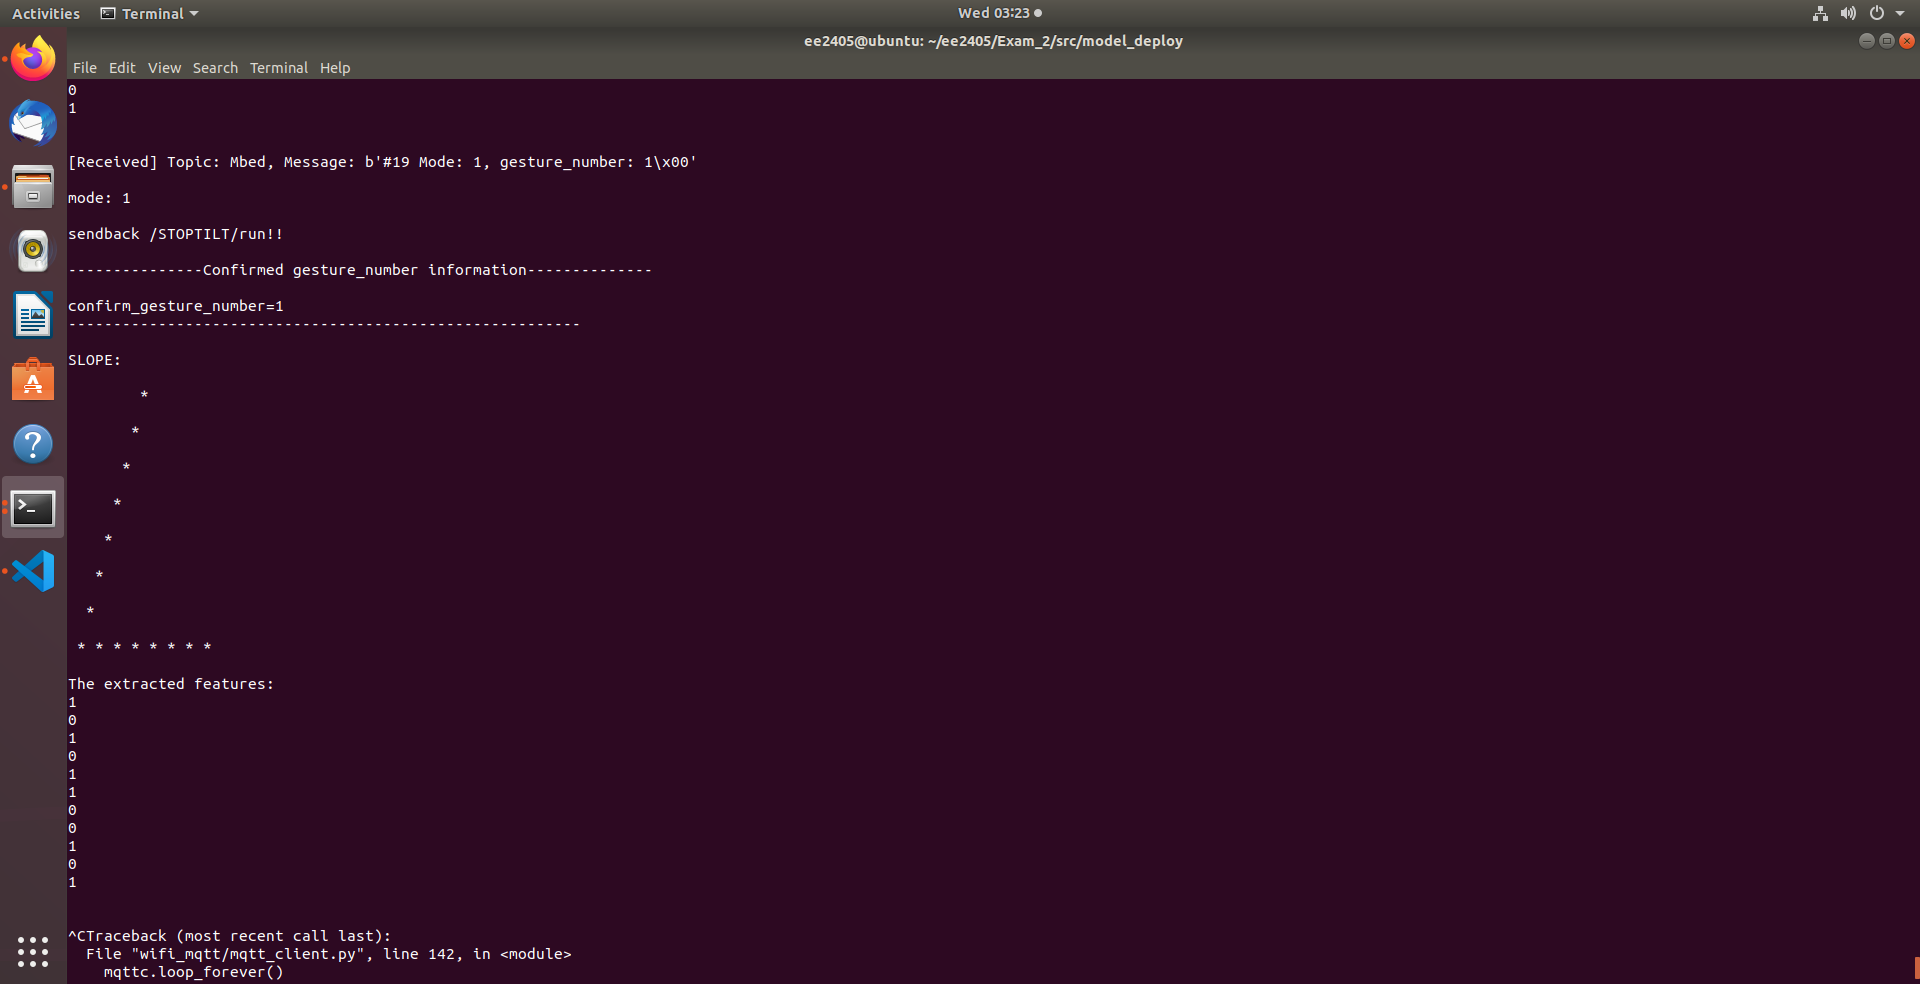 Activities Terminal Wed 03:23
ee2405@ubuntu: ~/ee2405/Exam_2/src/model_deploy
File Edit View Search Terminal Help
0
1
[Received] Topic: Mbed, Message: b'#19 Mode: 1, gesture_number: 1\x00'
mode: 1
sendback /STOPTILT/run!!
---------------Confirmed gesture_number information--------------
confirm_gesture_number=1
---------------------------------------------------------
SLOPE:
*
*
*
*
*
*
*
* * * * * * * *
The extracted features:
1
0
1
0
1
1
0
0
1
0
1
^CTraceback (most recent call last):
File "wifi_mqtt/mqtt_client.py", line 142, in <module>
mqttc.loop_forever()